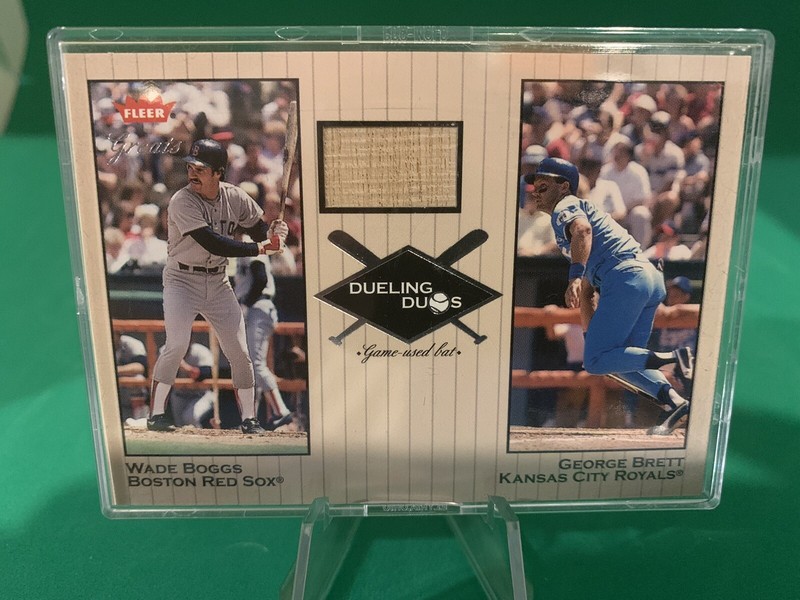 FLEER
Greats
DUELING
DUOS
•Game-used bat•
WADE BOGGS
BOSTON RED SOX®
GEORGE BRETT
KANSAS CITY ROYALS®